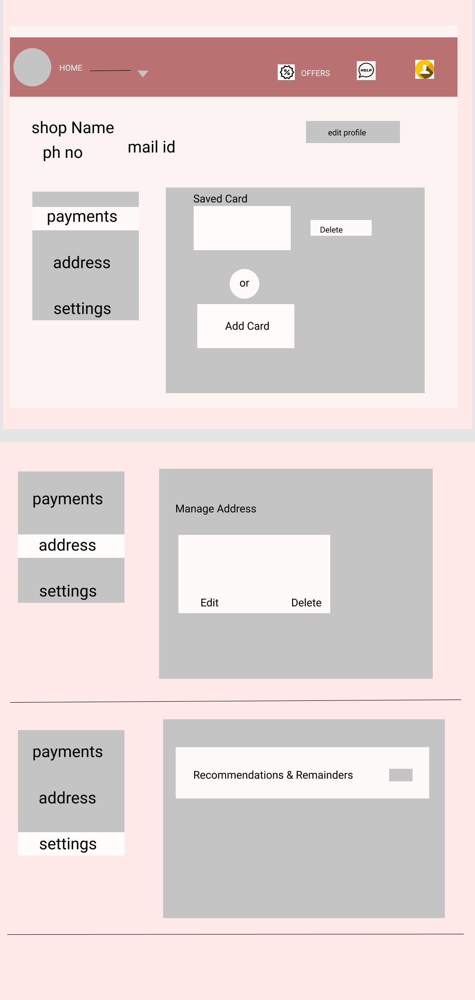 HOME
OFFERS
HELP
shop Name
ph no
mail id
edit profile
payments
address
settings
Saved Card
Delete
or
Add Card
payments
address
settings
Manage Address
Edit
Delete
payments
address
settings
Recommendations & Remainders